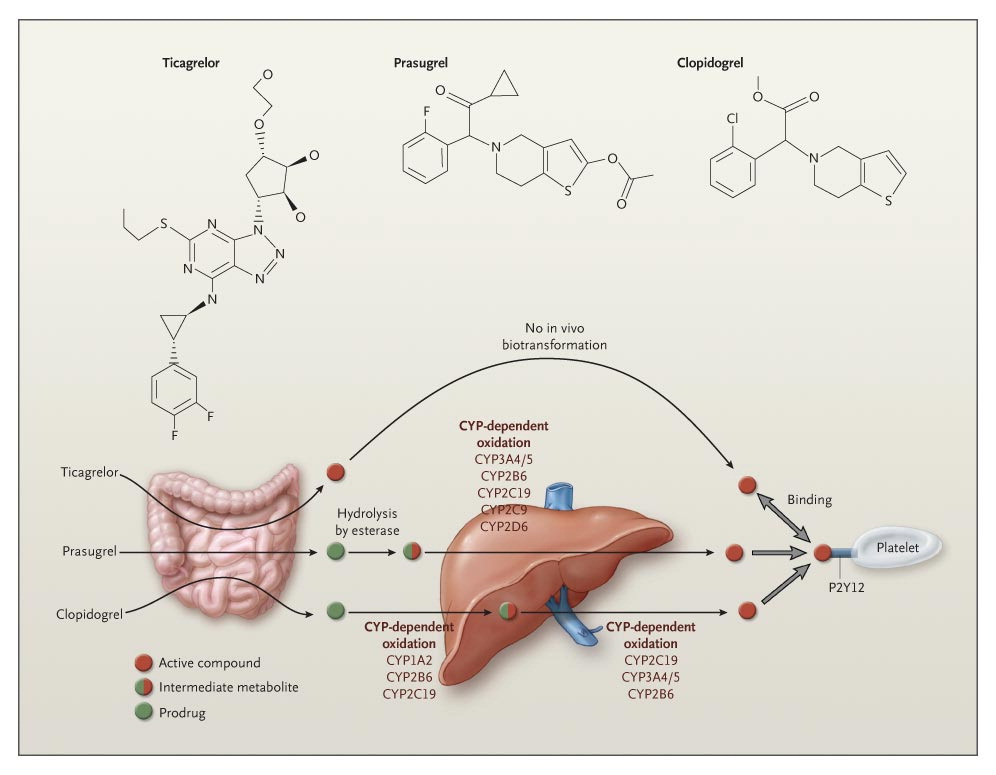 Ticagrelor
Prasugrel
Clopidogrel
O
O
O
O
N
N
N
N
S
N
N
N
F
F
O
F
N
S
O
O
O
O
Cl
N
S
No in vivo
biotransformation
CYP-dependent
oxidation
CYP3A4/5
CYP2B6
CYP2C19
CYP2C9
CYP2D6
Ticagrelor
Hydrolysis
by esterase
Binding
Prasugrel
Platelet
P2Y12
Clopidogrel
CYP-dependent
oxidation
CYP1A2
CYP2B6
CYP2C19
CYP-dependent
oxidation
CYP2C19
CYP3A4/5
CYP2B6
Active compound
Intermediate metabolite
Prodrug